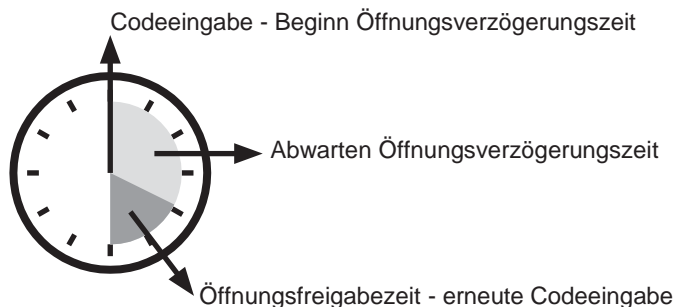 Codeeingabe - Beginn Öffnungsverzögerungszeit
Abwarten Öffnungsverzögerungszeit
Öffnungsfreigabezeit - erneute Codeeingabe